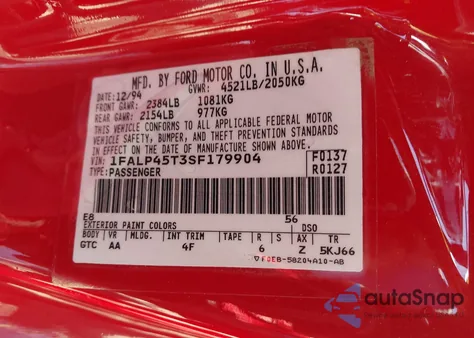 MFD. BY FORD MOTOR CO. IN U.S.A.
DATE: 12/94 GVWR: 4521LB/2050KG
FRONT GAWR: 2384LB 1081KG
REAR GAWR: 2154LB 977KG
THIS VEHICLE CONFORMS TO ALL APPLICABLE FEDERAL MOTOR
VEHICLE SAFETY, BUMPER, AND THEFT PREVENTION STANDARDS
IN EFFECT ON THE DATE OF MANUFACTURE SHOWN ABOVE.
VIN: 1FALP45T3SF179904 F0137
TYPE: PASSENGER R0127
E8 56
EXTERIOR PAINT COLORS DSO
BODY VR MLDG. INT TRIM TAPE R S AX TR
GTC AA 4F 6 Z 5KJ66
autoSnap